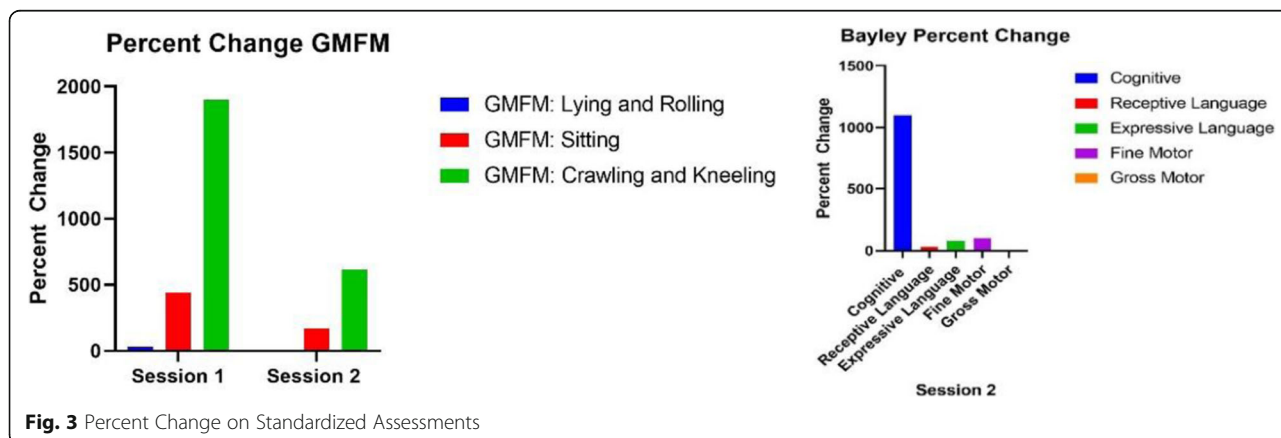 Percent Change GMFM
Percent Change
2000
1500
1000
500
0
Session 1
Session 2
GMFM: Lying and Rolling
GMFM: Sitting
GMFM: Crawling and Kneeling
Bayley Percent Change
Percent Change
1500
1000
500
0
Cognitive
Receptive Language
Expressive Language
Fine Motor
Gross Motor
Session 2
Cognitive
Receptive Language
Expressive Language
Fine Motor
Gross Motor
Fig. 3 Percent Change on Standardized Assessments